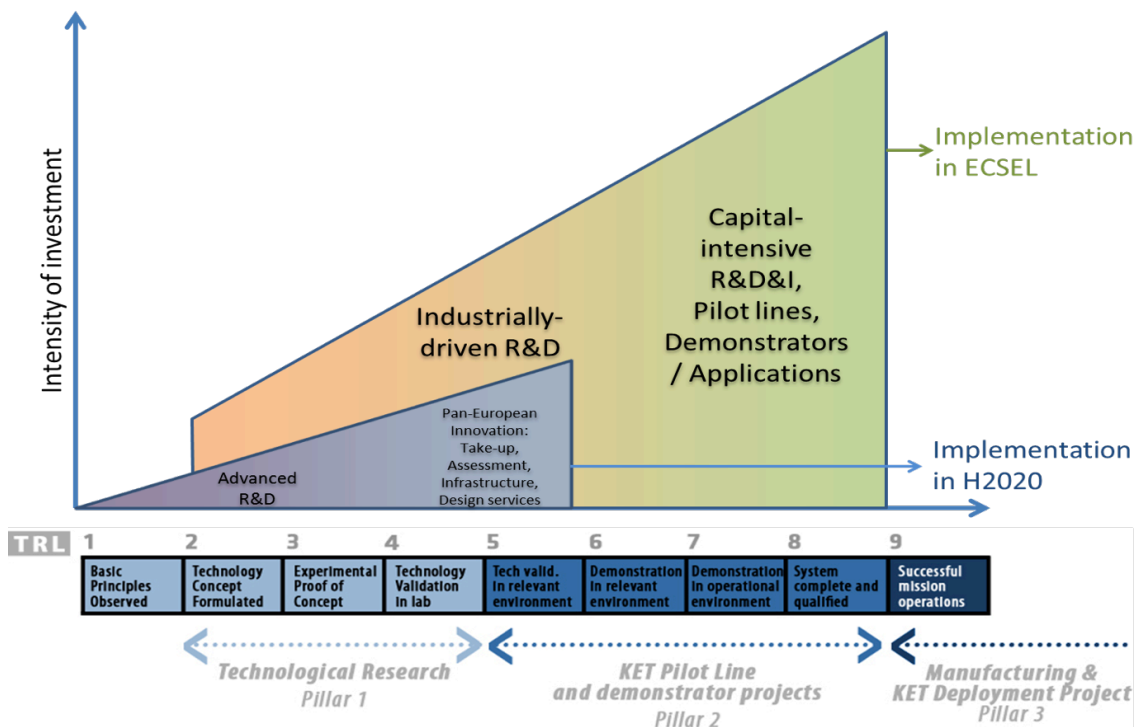 Intensity of investment
Implementation
in ECSEL
Capital-
intensive
R&D&I,
Pilot lines,
Demonstrators
/ Applications
Industrially-
driven R&D
Pan-European
Innovation:
Take-up,
Assessment,
Infrastructure,
Design services
Advanced
R&D
Implementation
in H2020
TRL 1 2 3 4 5 6 7 8 9
Basic
Principles
Observed
Technology
Concept
Formulated
Experimental
Proof of
Concept
Technology
Validation
In lab
Tech valid.
In relevant
environment
Demonstration
in relevant
environment
Demonstration
in operational
environment
System
complete and
qualified
Successful
mission
operations
Technological Research
Pillar 1
KET Pilot Line
and demonstrator projects
Pillar 2
Manufacturing &
KET Deployment Project
Pillar 3